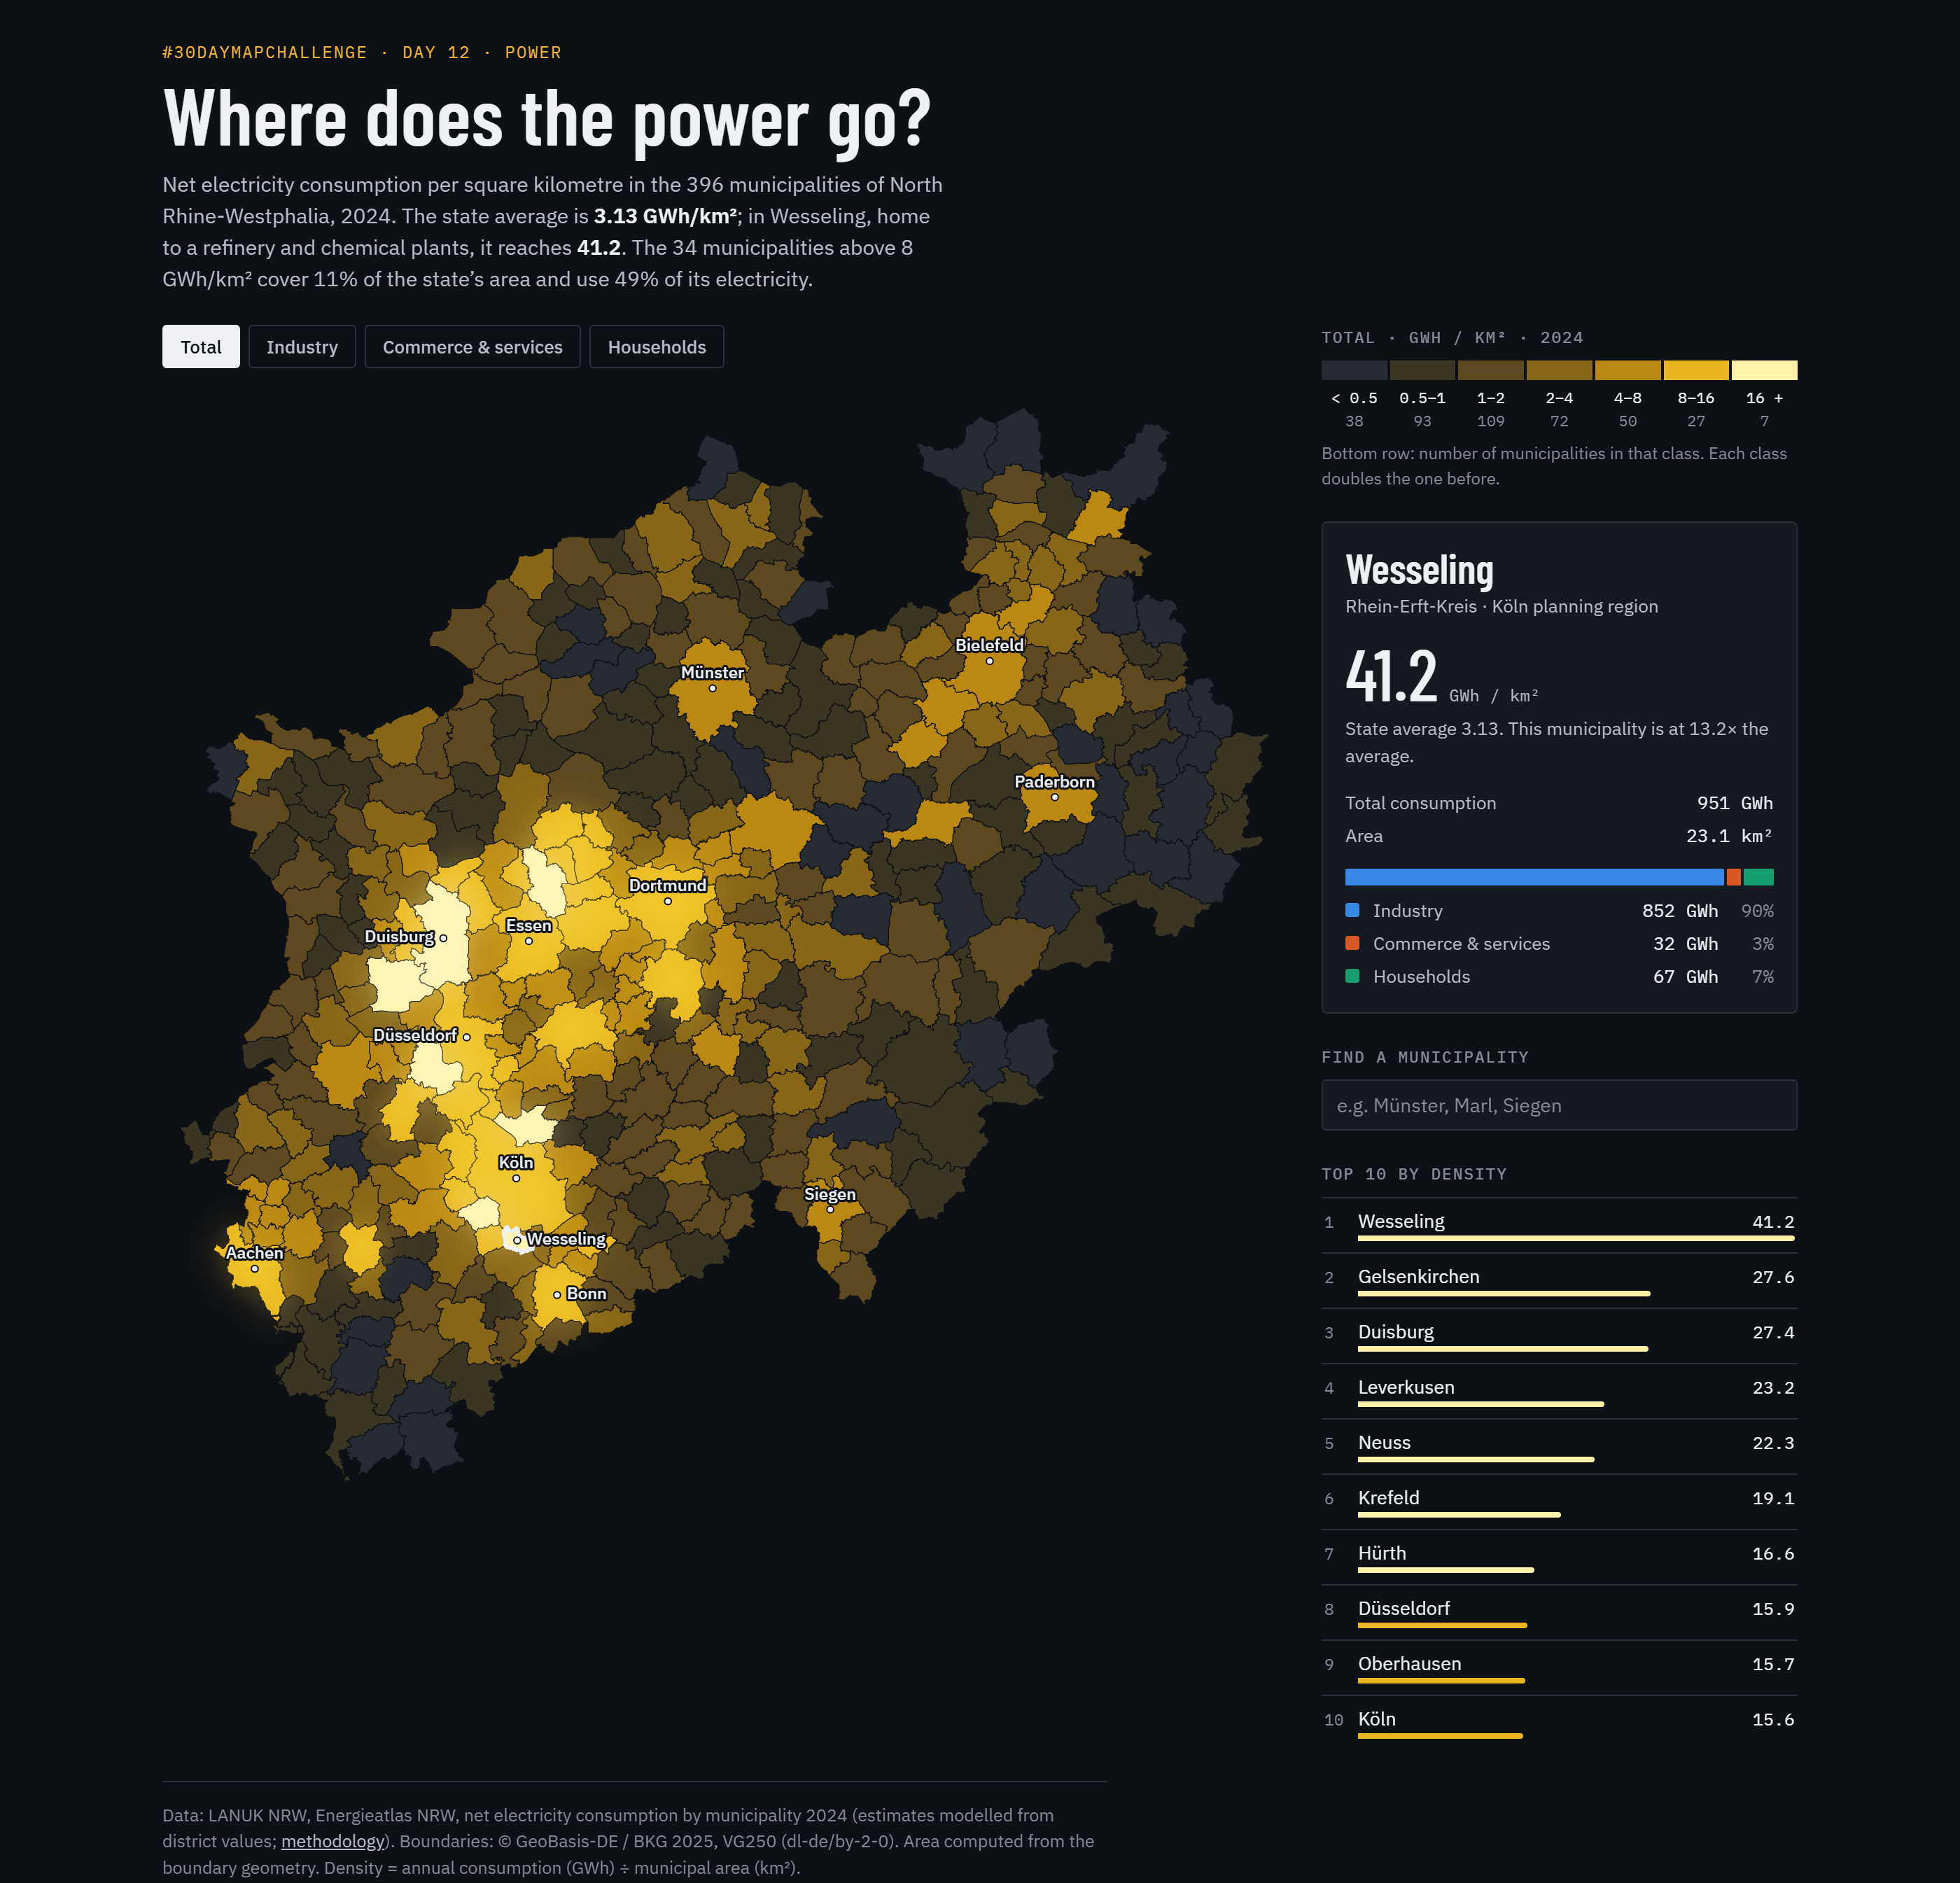 #30DAYMAPCHALLENGE · DAY 12 · POWER
Where does the power go?
Net electricity consumption per square kilometre in the 396 municipalities of North
Rhine-Westphalia, 2024. The state average is 3.13 GWh/km²; in Wesseling, home
to a refinery and chemical plants, it reaches 41.2. The 34 municipalities above 8
GWh/km² cover 11% of the state’s area and use 49% of its electricity.
Total Industry Commerce & services Households
Münster
Bielefeld
Paderborn
Dortmund
Essen
Duisburg
Düsseldorf
Köln
Siegen
Wesseling
Aachen
Bonn
TOTAL · GWH / KM² · 2024
< 0.5 0.5–1 1–2 2–4 4–8 8–16 16 +
38 93 109 72 50 27 7
Bottom row: number of municipalities in that class. Each class
doubles the one before.
Wesseling
Rhein-Erft-Kreis · Köln planning region
41.2 GWh / km²
State average 3.13. This municipality is at 13.2× the
average.
Total consumption 951 GWh
Area 23.1 km²
Industry 852 GWh 90%
Commerce & services 32 GWh 3%
Households 67 GWh 7%
FIND A MUNICIPALITY
e.g. Münster, Marl, Siegen
TOP 10 BY DENSITY
1 Wesseling 41.2
2 Gelsenkirchen 27.6
3 Duisburg 27.4
4 Leverkusen 23.2
5 Neuss 22.3
6 Krefeld 19.1
7 Hürth 16.6
8 Düsseldorf 15.9
9 Oberhausen 15.7
10 Köln 15.6
Data: LANUK NRW, Energieatlas NRW, net electricity consumption by municipality 2024 (estimates modelled from
district values; methodology). Boundaries: © GeoBasis-DE / BKG 2025, VG250 (dl-de/by-2-0). Area computed from the
boundary geometry. Density = annual consumption (GWh) ÷ municipal area (km²).